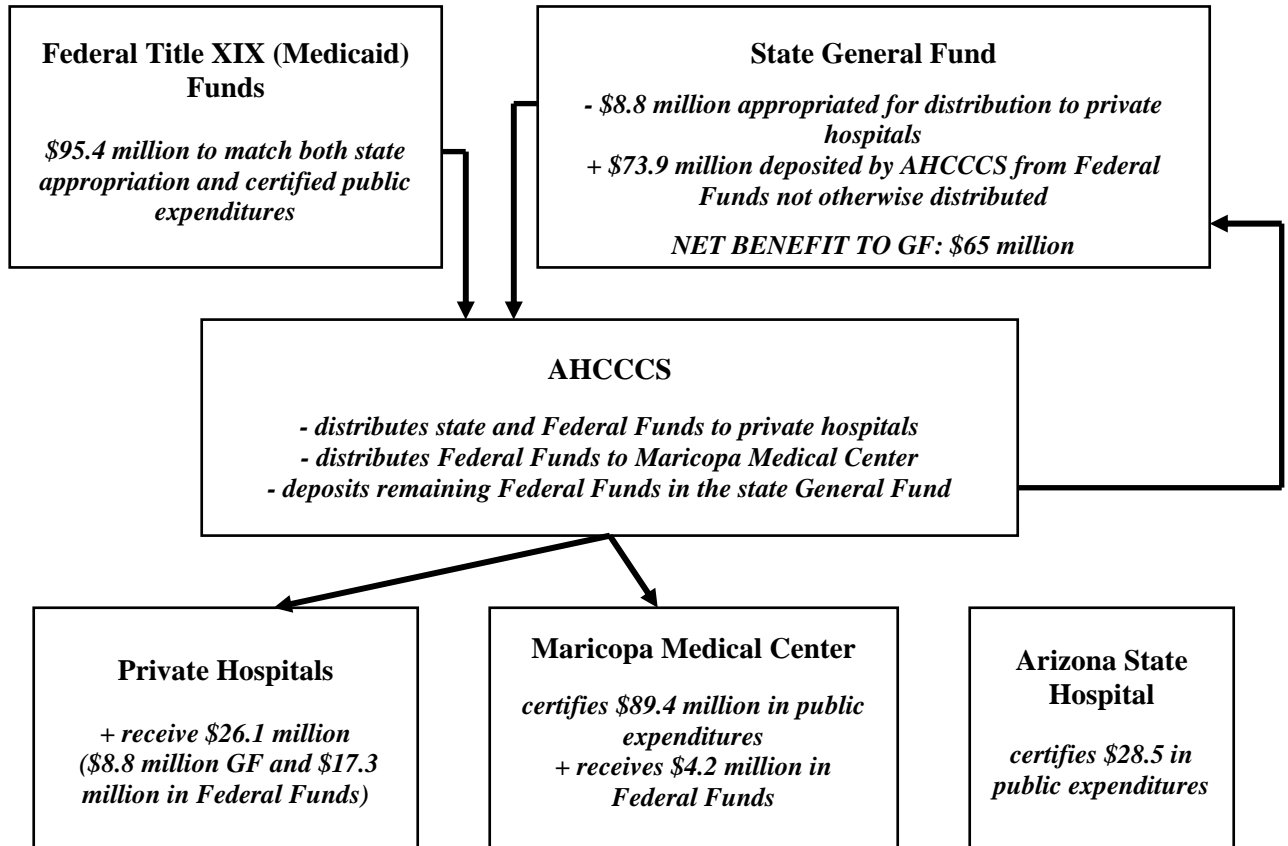 Federal Title XIX (Medicaid)
Funds
$95.4 million to match both state
appropriation and certified public
expenditures
State General Fund
- $8.8 million appropriated for distribution to private
hospitals
+ $73.9 million deposited by AHCCCS from Federal
Funds not otherwise distributed
NET BENEFIT TO GF: $65 million
AHCCCS
- distributes state and Federal Funds to private hospitals
- distributes Federal Funds to Maricopa Medical Center
- deposits remaining Federal Funds in the state General Fund
Private Hospitals
+ receive $26.1 million
($8.8 million GF and $17.3
million in Federal Funds)
Maricopa Medical Center
certifies $89.4 million in public
expenditures
+ receives $4.2 million in
Federal Funds
Arizona State
Hospital
certifies $28.5 in
public expenditures